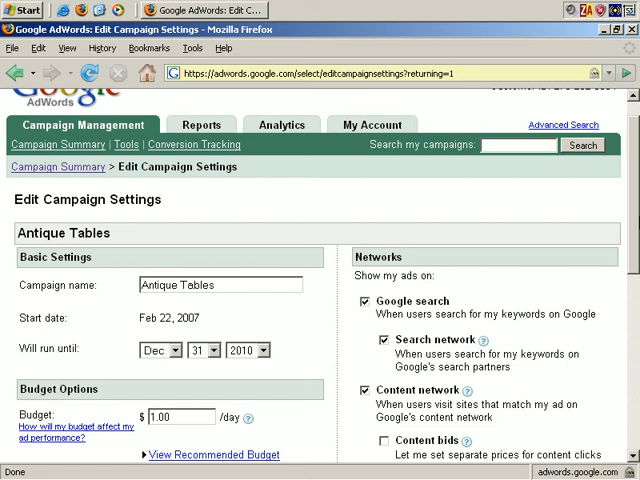 Start
Google AdWords: Edit C...
Google AdWords: Edit Campaign Settings - Mozilla Firefox
File Edit View History Bookmarks Tools Help
https://adwords.google.com/select/editcampaignsettings?returning=1
Google
AdWords
Campaign Management Reports Analytics My Account Advanced Search
Campaign Summary | Tools | Conversion Tracking Search my campaigns: Search
Campaign Summary > Edit Campaign Settings
Edit Campaign Settings
Antique Tables
Basic Settings
Campaign name: Antique Tables
Start date: Feb 22, 2007
Will run until: Dec 31 2010
Budget Options
Budget: $ 1.00 /day ?
How will my budget affect my
ad performance?
View Recommended Budget
Networks
Show my ads on:
Google search
When users search for my keywords on Google
Search network ?
When users search for my keywords on
Google's search partners
Content network ?
When users visit sites that match my ad on
Google's content network
Content bids ?
Let me set separate prices for content clicks
Done adwords.google.com